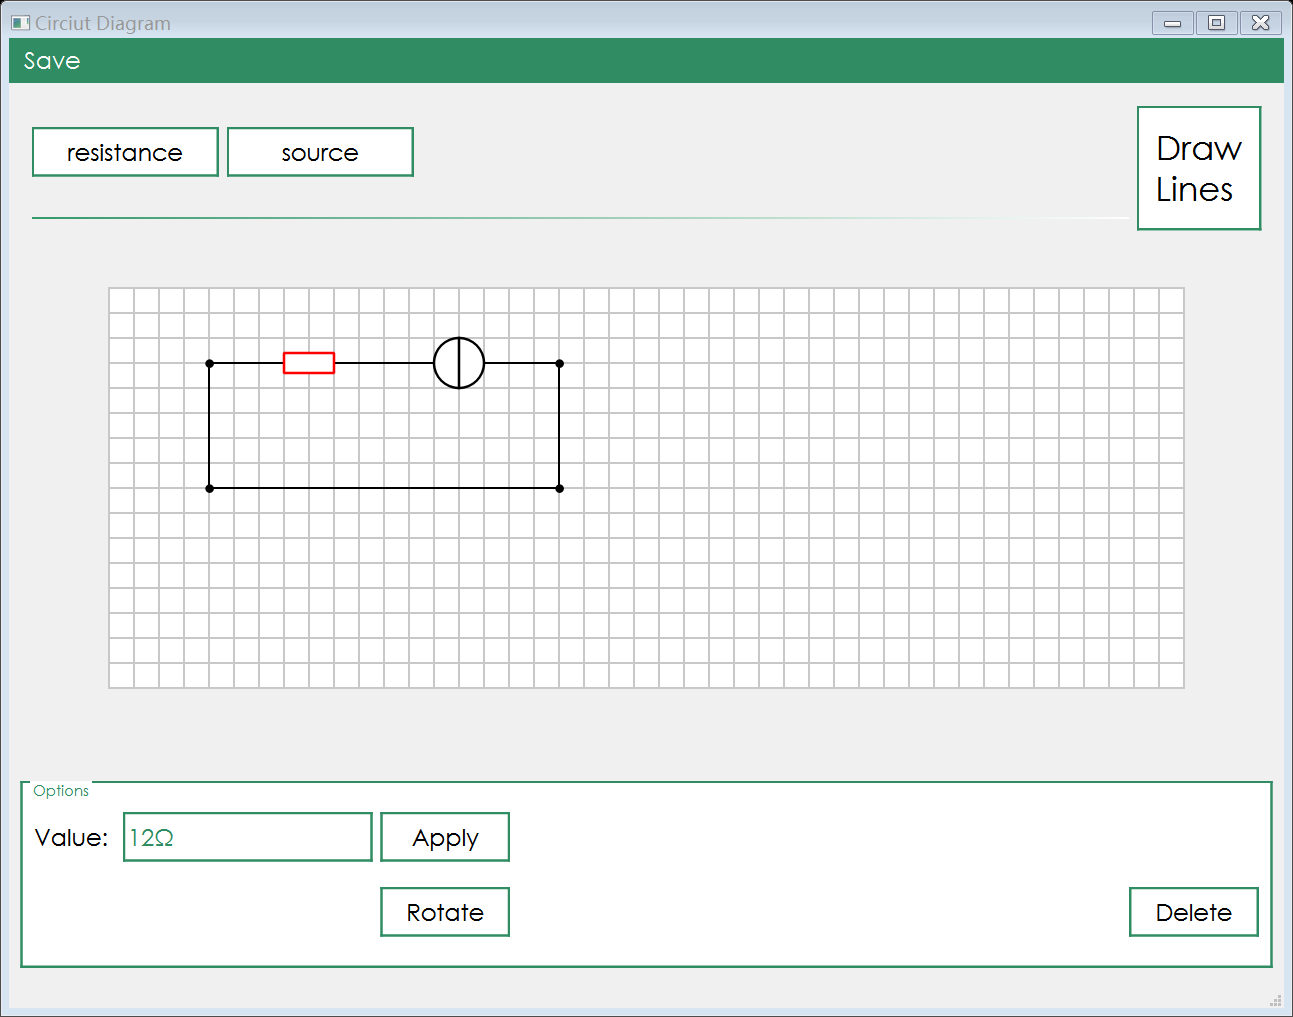 Circiut Diagram
Save
resistance
source
Draw
Lines
Options
Value:
12Ω
Apply
Rotate
Delete